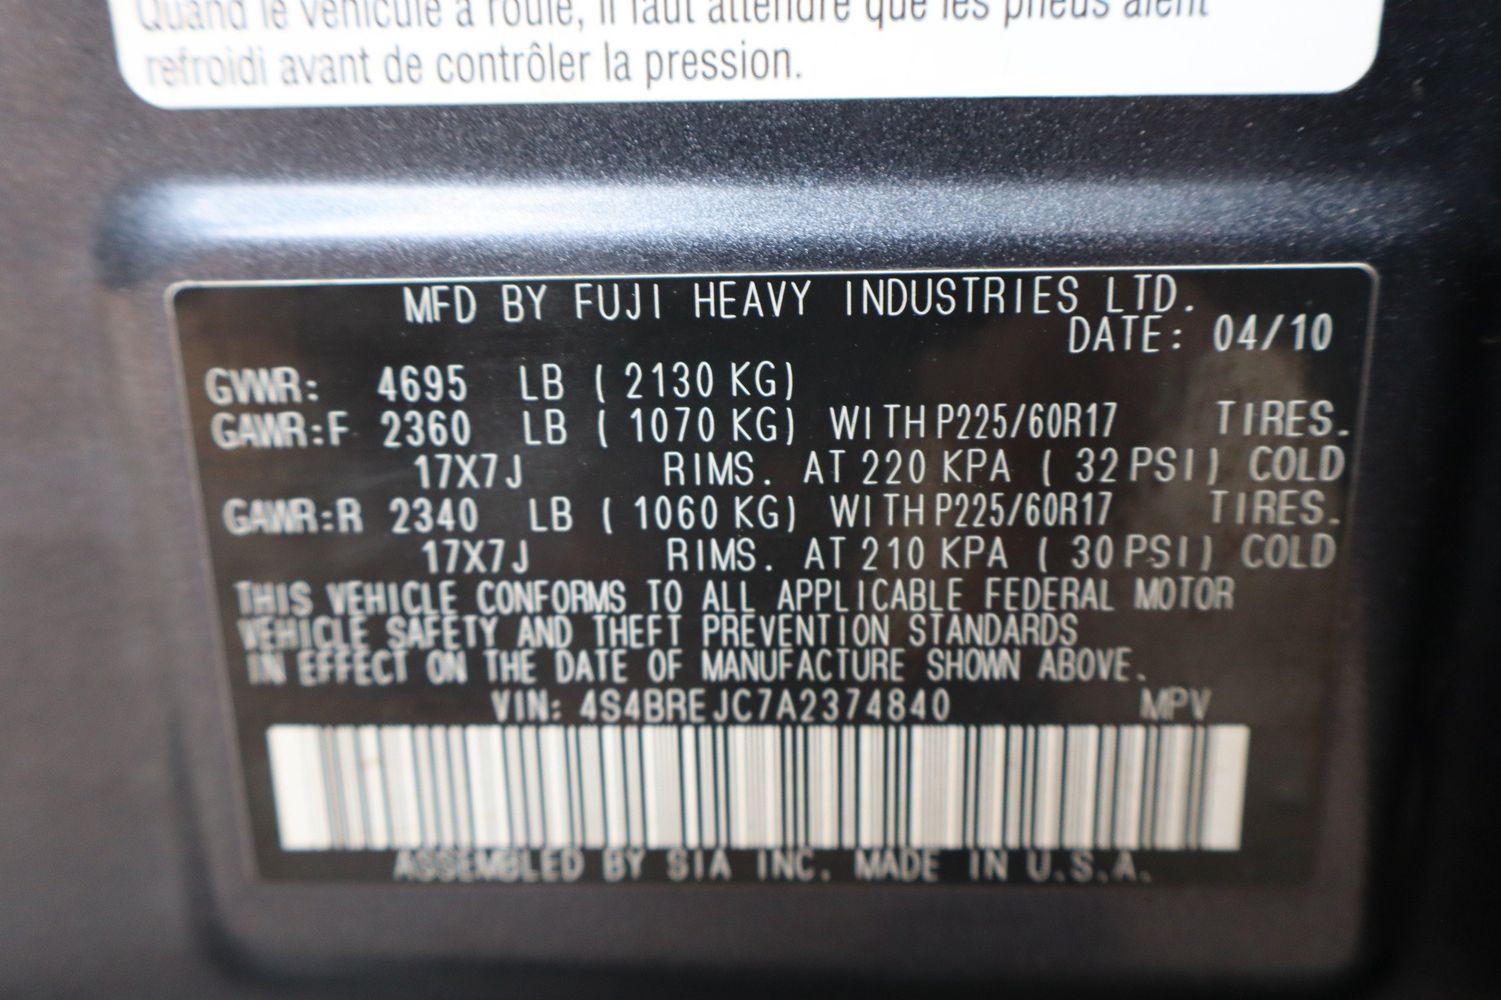 Quand le véhicule a roulé, il faut attendre que les pneus aient
refroidi avant de contrôler la pression.
MFD BY FUJI HEAVY INDUSTRIES LTD.
DATE: 04/10
GVWR: 4695 LB ( 2130 KG)
GAWR:F 2360 LB ( 1070 KG) WITH P225/60R17 TIRES.
17X7J RIMS. AT 220 KPA ( 32 PSI) COLD
GAWR:R 2340 LB ( 1060 KG) WITH P225/60R17 TIRES.
17X7J RIMS. AT 210 KPA ( 30 PSI) COLD
THIS VEHICLE CONFORMS TO ALL APPLICABLE FEDERAL MOTOR
VEHICLE SAFETY AND THEFT PREVENTION STANDARDS
IN EFFECT ON THE DATE OF MANUFACTURE SHOWN ABOVE.
VIN: 4S4BREJC7A2374840 MPV
ASSEMBLED BY SIA INC. MADE IN U.S.A.